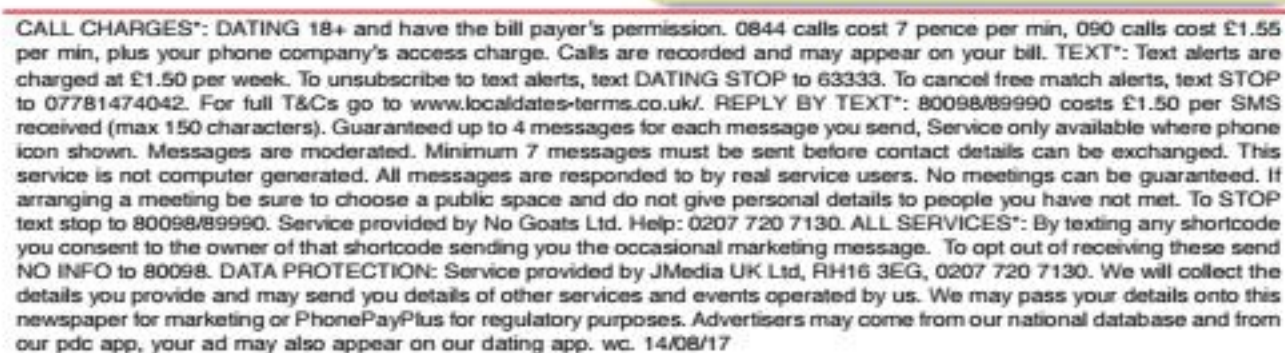 CALL CHARGES*: DATING 18+ and have the bill payer's permission. 0844 calls cost 7 pence per min, 090 calls cost £1.55
per min, plus your phone company's access charge. Calls are recorded and may appear on your bill. TEXT*: Text alerts are
charged at £1.50 per week. To unsubscribe to text alerts, text DATING STOP to 63333. To cancel free match alerts, text STOP
to 07781474042. For full T&Cs go to www.localdates-terms.co.uk/. REPLY BY TEXT*: 80098/89990 costs £1.50 per SMS
received (max 150 characters). Guaranteed up to 4 messages for each message you send, Service only available where phone
icon shown. Messages are moderated. Minimum 7 messages must be sent before contact details can be exchanged. This
service is not computer generated. All messages are responded to by real service users. No meetings can be guaranteed. If
arranging a meeting be sure to choose a public space and do not give personal details to people you have not met. To STOP
text stop to 80098/89990. Service provided by No Goats Ltd. Help: 0207 720 7130. ALL SERVICES*: By texting any shortcode
you consent to the owner of that shortcode sending you the occasional marketing message. To opt out of receiving these send
NO INFO to 80098. DATA PROTECTION: Service provided by JMedia UK Ltd, RH16 3EG, 0207 720 7130. We will collect the
details you provide and may send you details of other services and events operated by us. We may pass your details onto this
newspaper for marketing or PhonePayPlus for regulatory purposes. Advertisers may come from our national database and from
our pdc app, your ad may also appear on our dating app. wc. 14/08/17